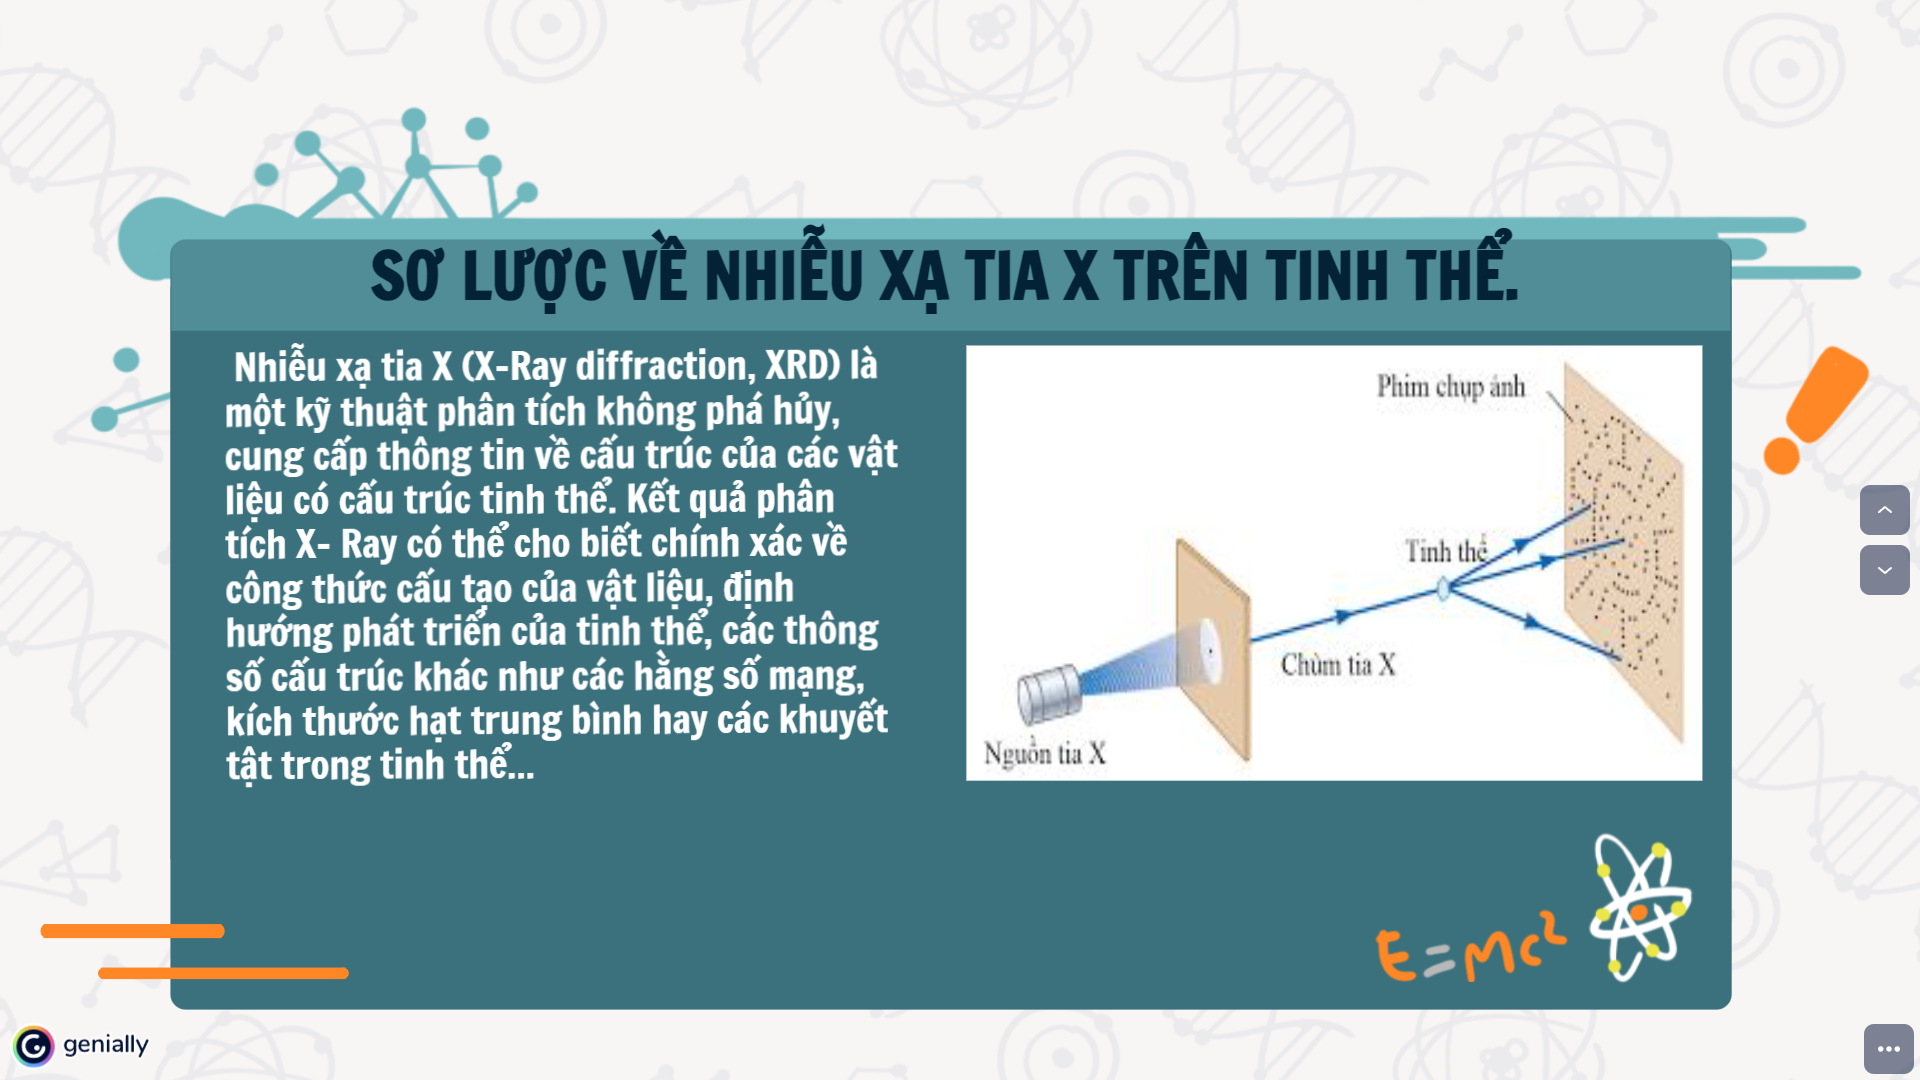 SƠ LƯỢC VỀ NHIỄU XẠ TIA X TRÊN TINH THỂ.
Nhiễu xạ tia X (X-Ray diffraction, XRD) là
một kỹ thuật phân tích không phá hủy,
cung cấp thông tin về cấu trúc của các vật
liệu có cấu trúc tinh thể. Kết quả phân
tích X- Ray có thể cho biết chính xác về
công thức cấu tạo của vật liệu, định
hướng phát triển của tinh thể, các thông
số cấu trúc khác như các hằng số mạng,
kích thước hạt trung bình hay các khuyết
tật trong tinh thể...
Phim chụp ảnh
Tinh thể
Chùm tia X
Nguồn tia X
E=mc²
genially